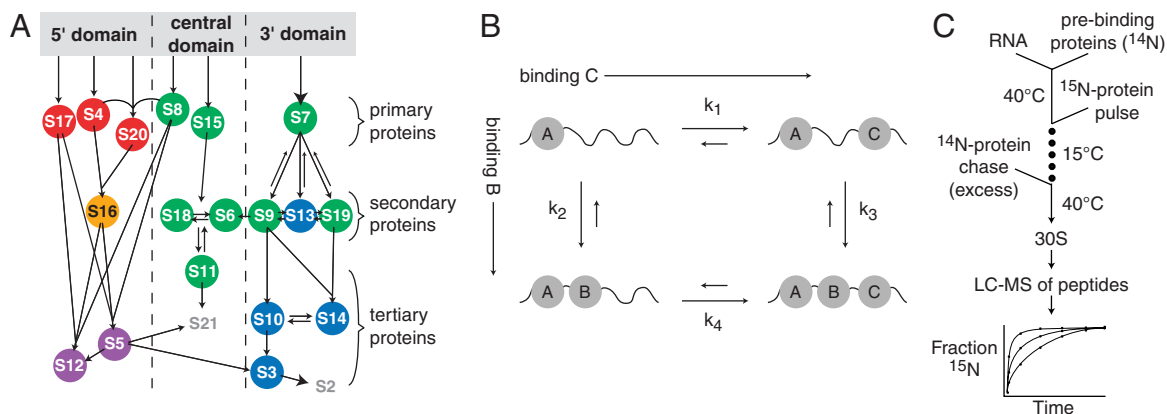 A
5' domain
central
domain
3' domain
S17
S4
S20
S8
S15
S7
primary
proteins
S16
S18
S6
S9
S13
S19
secondary
proteins
S11
S21
S10
S14
tertiary
proteins
S12
S5
S3
S2
B
binding C
binding B
k1
A
A
C
k2
k3
A
B
A
B
C
k4
C
RNA
pre-binding
proteins (14N)
40°C
15N-protein
pulse
15°C
14N-protein
chase
(excess)
40°C
30S
LC-MS of peptides
Fraction
15N
Time